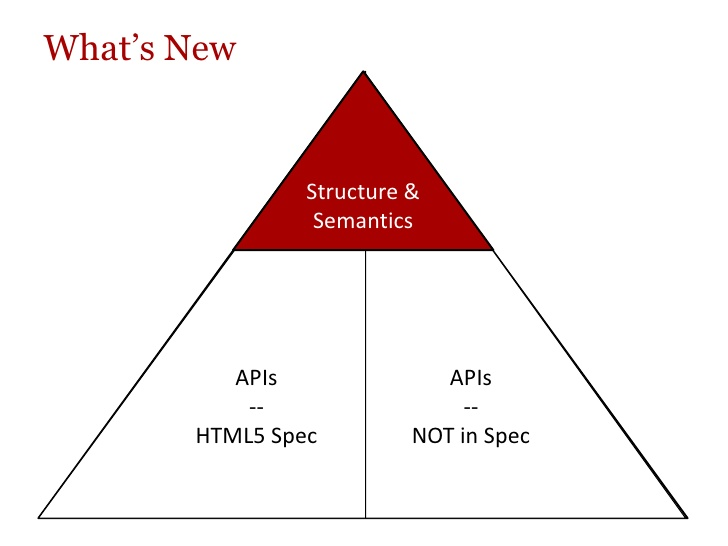 What’s New
Structure &
Semantics
APIs
--
HTML5 Spec
APIs
--
NOT in Spec